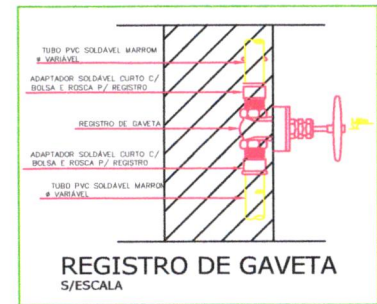 TUBO PVC SOLDÁVEL MARROM
ø VARIÁVEL
ADAPTADOR SOLDÁVEL CURTO C/
BOLSA E ROSCA P/ REGISTRO
REGISTRO DE GAVETA
ADAPTADOR SOLDÁVEL CURTO C/
BOLSA E ROSCA P/ REGISTRO
TUBO PVC SOLDÁVEL MARROM
ø VARIÁVEL
REGISTRO DE GAVETA
S/ESCALA